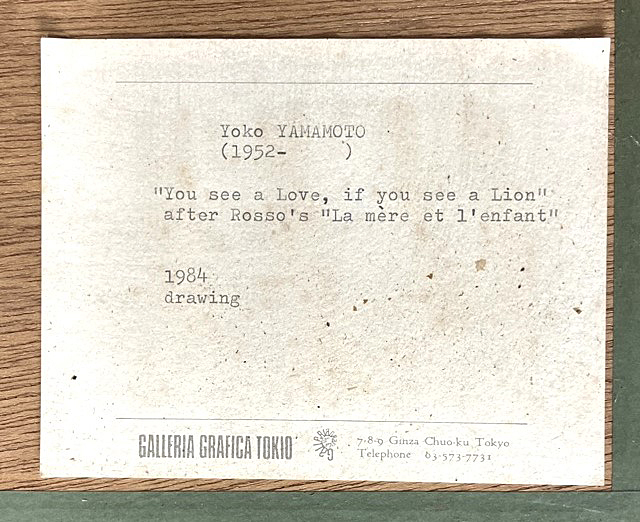 Yoko YAMAMOTO
(1952- )
"You see a Love, if you see a Lion"
after Rosso's "La mère et l'enfant"
1984
drawing
GALLERIA GRAFICA TOKIO
7-8-9 Ginza Chuo-ku Tokyo
Telephone 03-573-7731